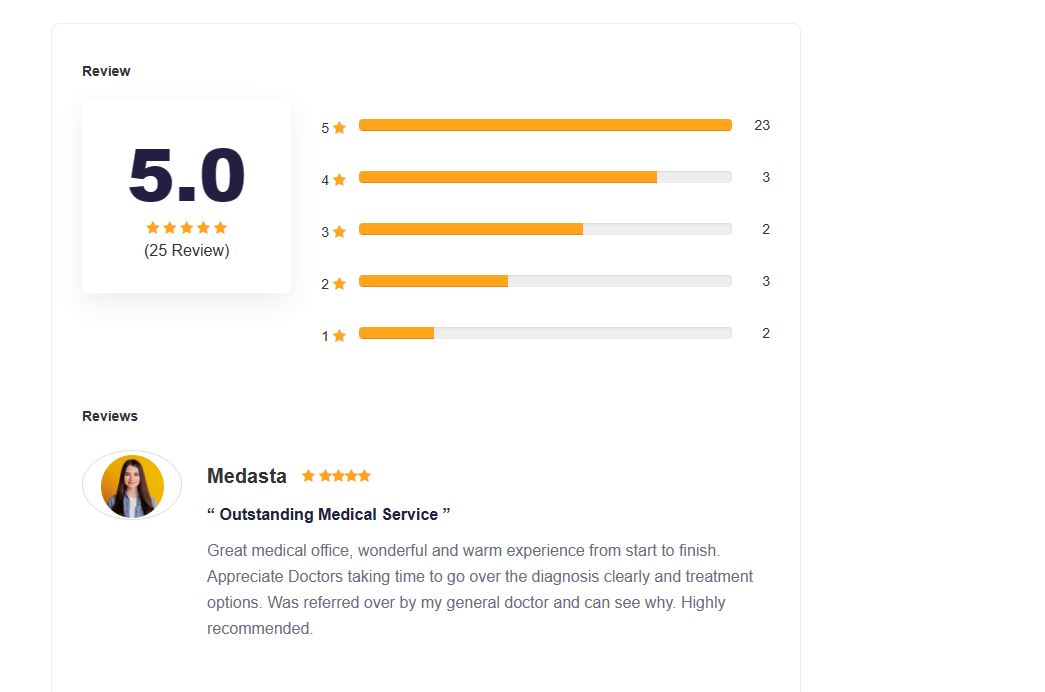 Review
5.0
(25 Review)
5 23
4 3
3 2
2 3
1 2
Reviews
Medasta
“ Outstanding Medical Service ”
Great medical office, wonderful and warm experience from start to finish.
Appreciate Doctors taking time to go over the diagnosis clearly and treatment
options. Was referred over by my general doctor and can see why. Highly
recommended.